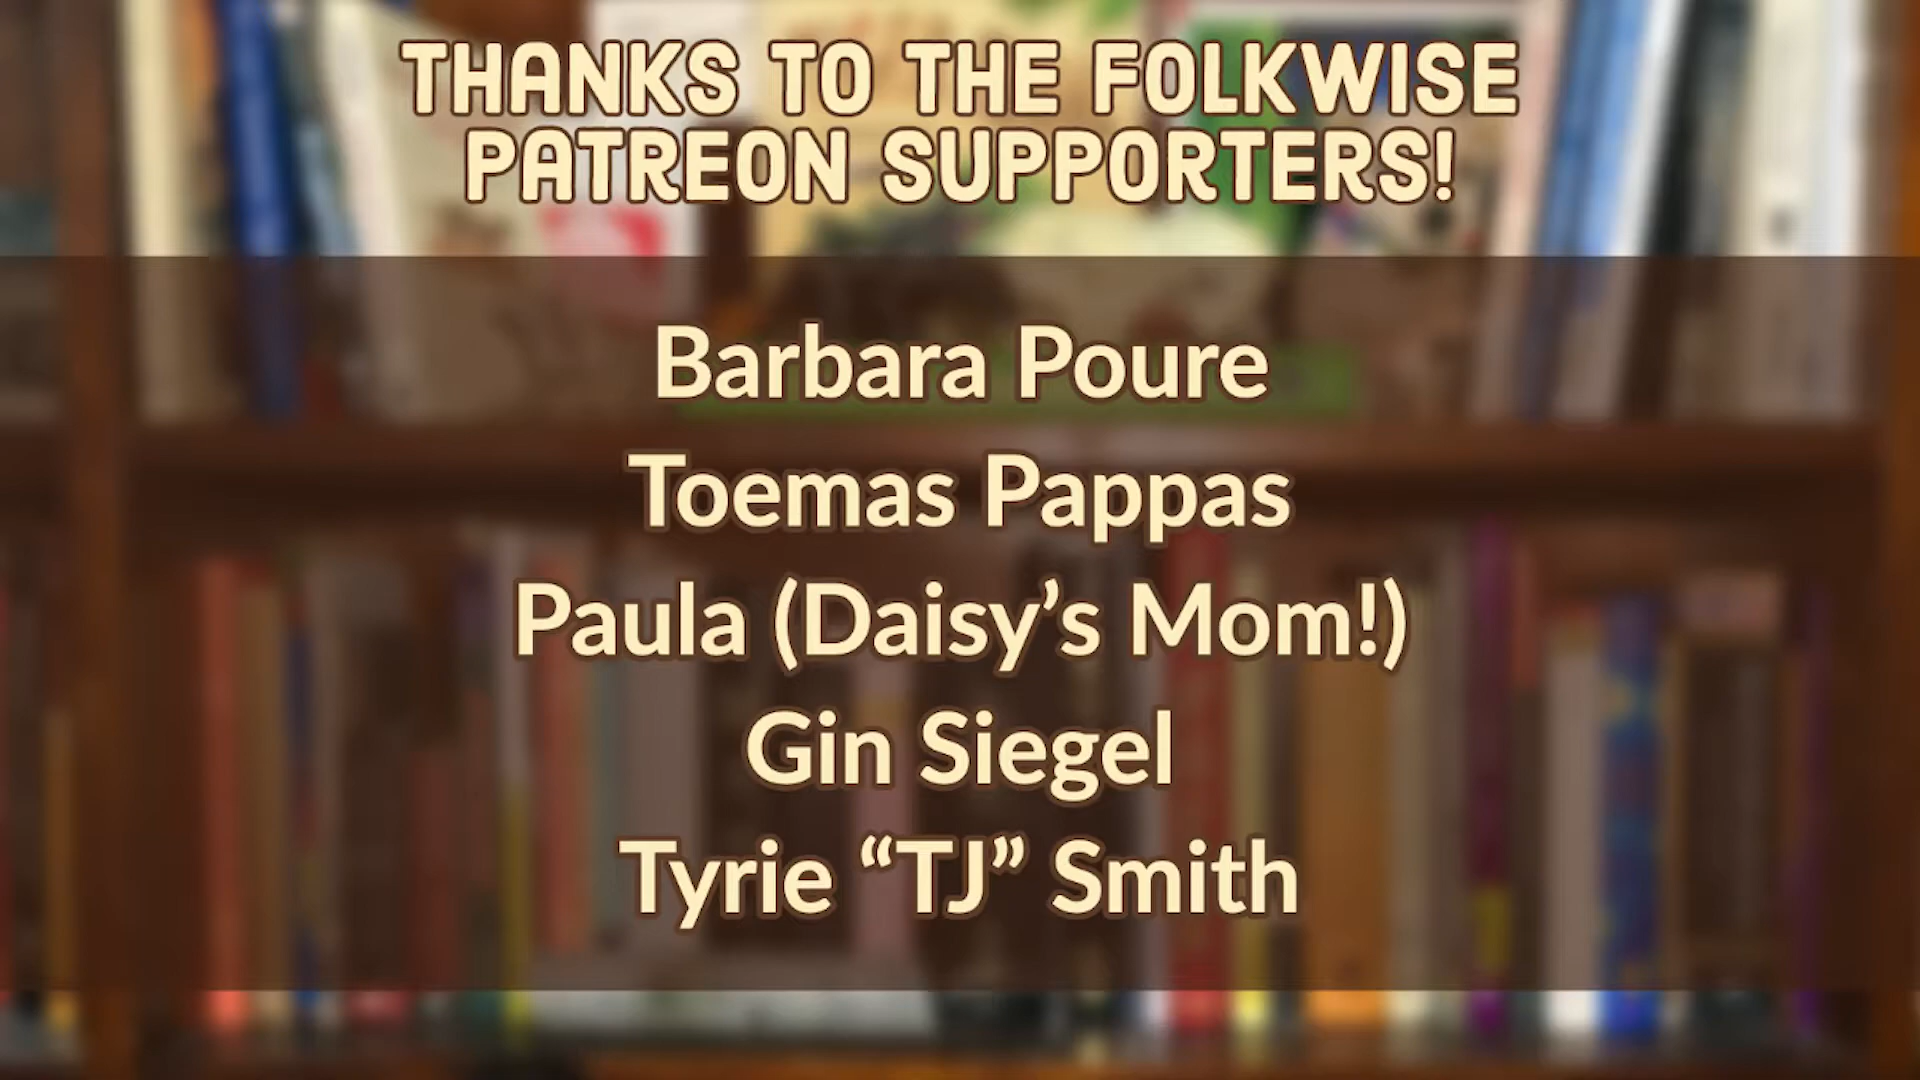 THANKS TO THE FOLKWISE
PATREON SUPPORTERS!
Barbara Poure
Toemas Pappas
Paula (Daisy’s Mom!)
Gin Siegel
Tyrie “TJ” Smith